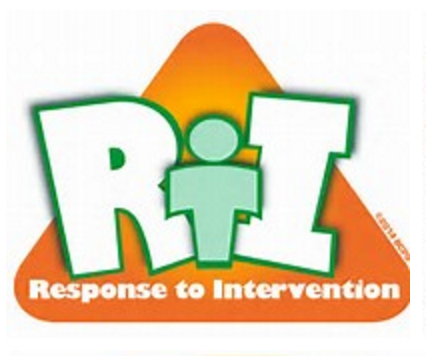 RTI
Response to Intervention